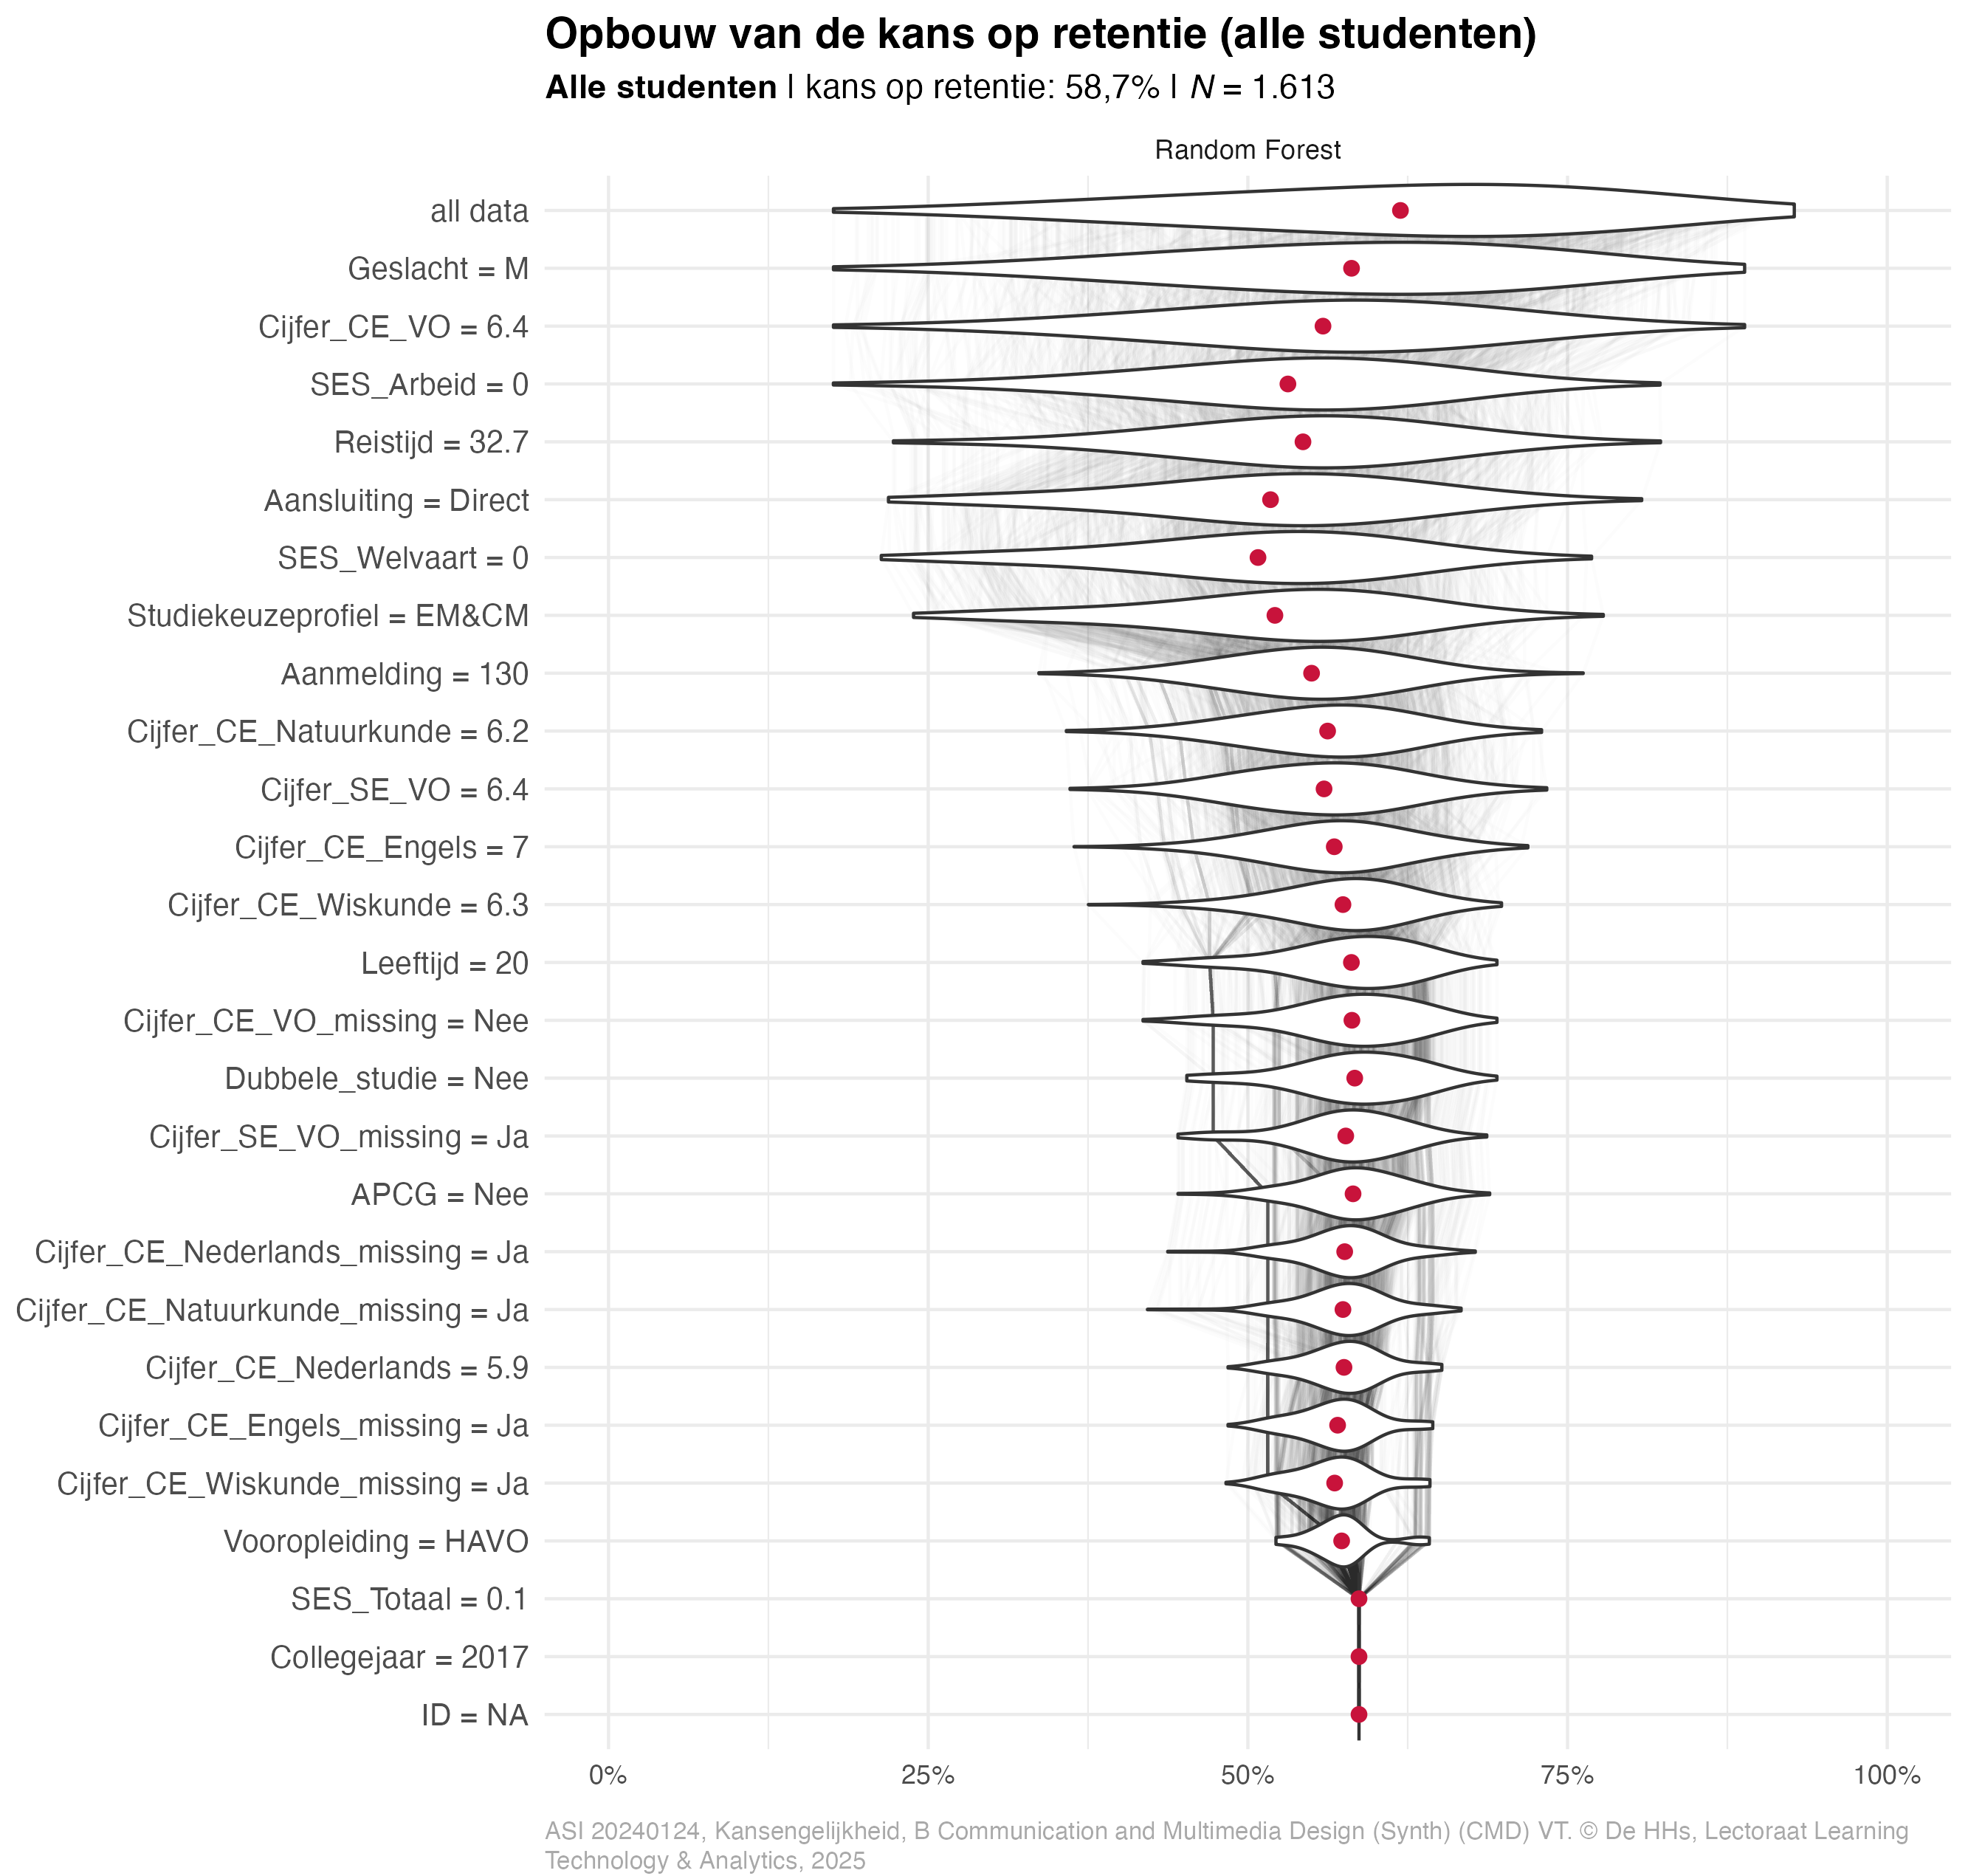 Opbouw van de kans op retentie (alle studenten)
Alle studenten | kans op retentie: 58,7% | N = 1.613
Random Forest
all data
Geslacht = M
Cijfer_CE_VO = 6.4
SES_Arbeid = 0
Reistijd = 32.7
Aansluiting = Direct
SES_Welvaart = 0
Studiekeuzeprofiel = EM&CM
Aanmelding = 130
Cijfer_CE_Natuurkunde = 6.2
Cijfer_SE_VO = 6.4
Cijfer_CE_Engels = 7
Cijfer_CE_Wiskunde = 6.3
Leeftijd = 20
Cijfer_CE_VO_missing = Nee
Dubbele_studie = Nee
Cijfer_SE_VO_missing = Ja
APCG = Nee
Cijfer_CE_Nederlands_missing = Ja
Cijfer_CE_Natuurkunde_missing = Ja
Cijfer_CE_Nederlands = 5.9
Cijfer_CE_Engels_missing = Ja
Cijfer_CE_Wiskunde_missing = Ja
Vooropleiding = HAVO
SES_Totaal = 0.1
Collegejaar = 2017
ID = NA
0% 25% 50% 75% 100%
ASI 20240124, Kansengelijkheid, B Communication and Multimedia Design (Synth) (CMD) VT. © De HHs, Lectoraat Learning
Technology & Analytics, 2025